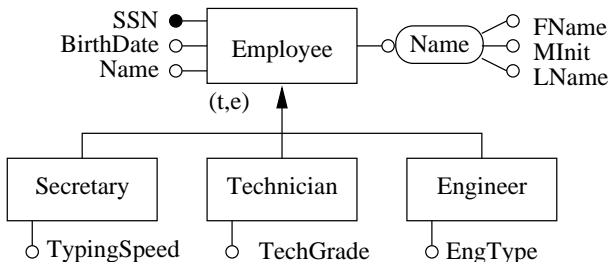 SSN
BirthDate
Name
Employee
Name
FName
MInit
LName
(t,e)
Secretary
Technician
Engineer
TypingSpeed
TechGrade
EngType